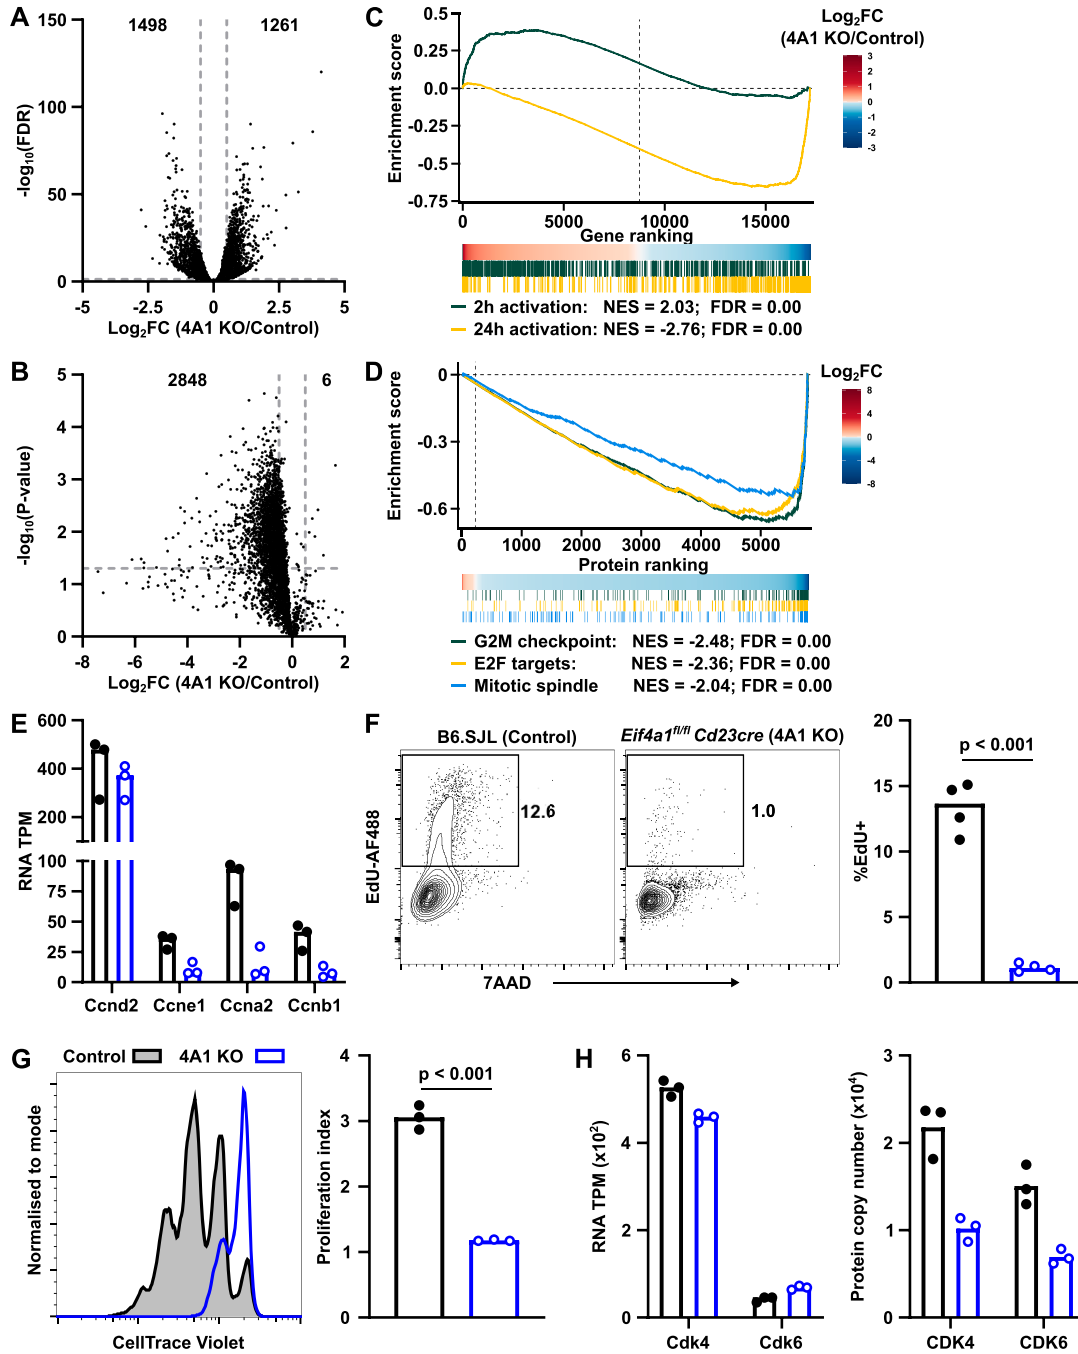 A
1498
1261
150
100
50
0
-log10(FDR)
-5
-2.5
0
2.5
5
Log2FC (4A1 KO/Control)
B
2848
6
5
4
3
2
1
0
-log10(P-value)
-8
-6
-4
-2
0
2
Log2FC (4A1 KO/Control)
C
0.5
0.25
0.0
-0.25
-0.5
-0.75
Enrichment score
0
5000
10000
15000
Gene ranking
Log2FC
(4A1 KO/Control)
3
2
1
0
-1
-2
-3
2h activation: NES = 2.03; FDR = 0.00
24h activation: NES = -2.76; FDR = 0.00
D
0
-0.3
-0.6
Enrichment score
0
1000
2000
3000
4000
5000
Protein ranking
Log2FC
8
4
0
-4
-8
G2M checkpoint: NES = -2.48; FDR = 0.00
E2F targets: NES = -2.36; FDR = 0.00
Mitotic spindle NES = -2.04; FDR = 0.00
E
600
400
200
0
100
75
50
25
0
RNA TPM
Ccnd2
Ccne1
Ccna2
Ccnb1
F
B6.SJL (Control)
Eif4a1fl/fl Cd23cre (4A1 KO)
12.6
1.0
EdU-AF488
7AAD
20
15
10
5
0
%EdU+
p < 0.001
G
Control
4A1 KO
Normalised to mode
CellTrace Violet
4
3
2
1
0
Proliferation index
p < 0.001
H
6
4
2
0
RNA TPM (x10²)
Cdk4
Cdk6
3
2
1
0
Protein copy number (x10⁴)
CDK4
CDK6